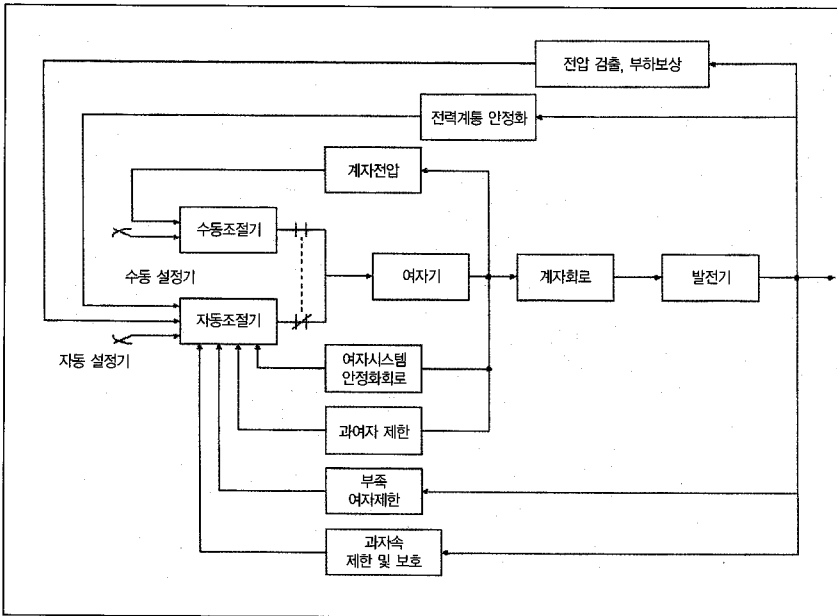 전압 검출, 부하보상
전력계통 안정화
계자전압
수동조절기
수동 설정기
여자기
계자회로
발전기
자동조절기
자동 설정기
여자시스템
안정화회로
과여자 제한
부족
여자제한
과자속
제한 및 보호